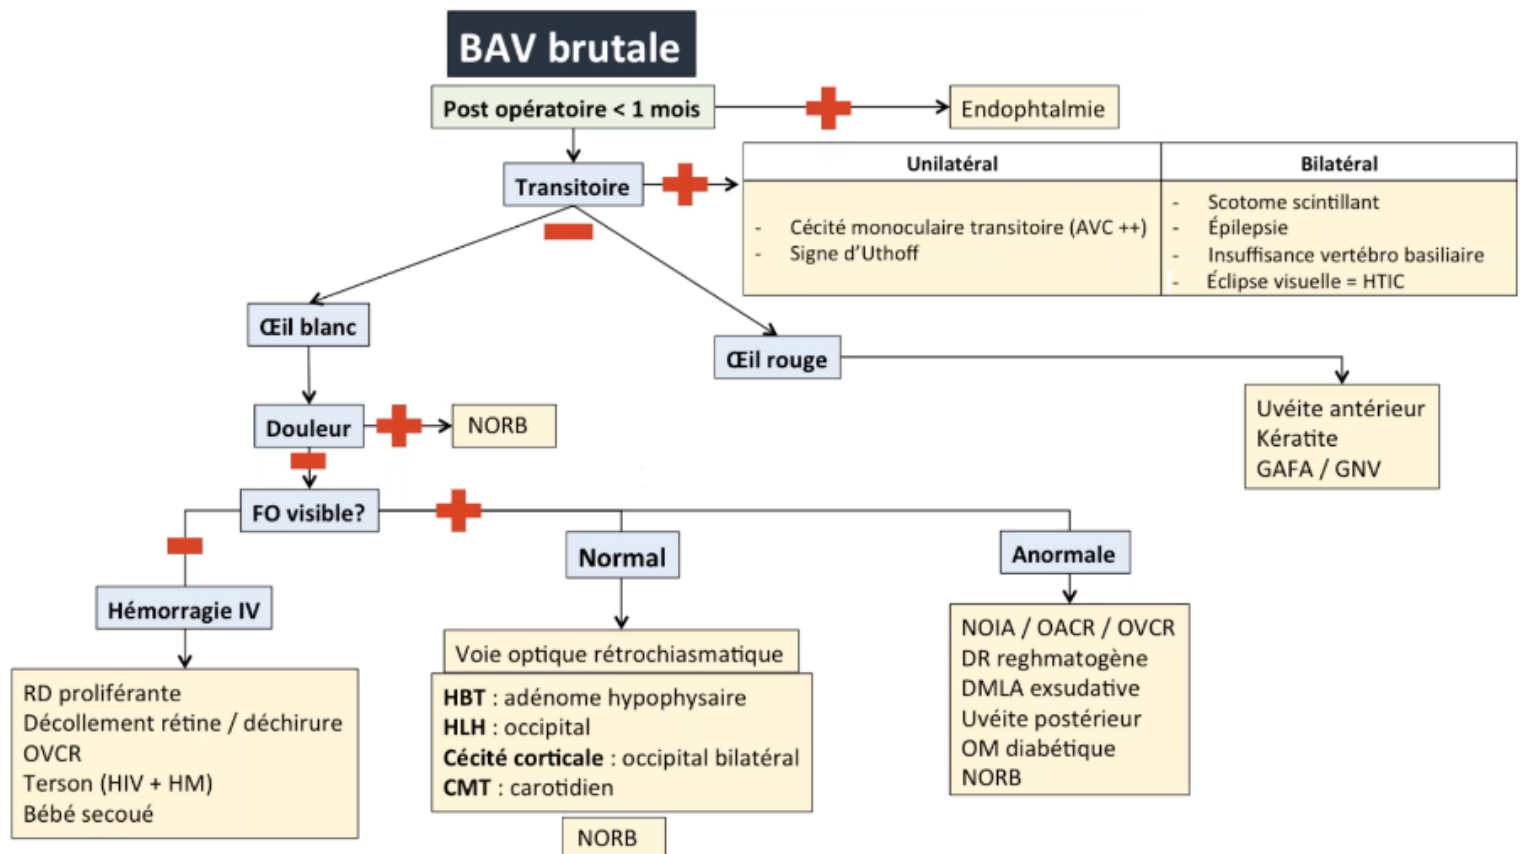 BAV brutale
Post opératoire < 1 mois
Endophtalmie
Transitoire
Unilatéral
Bilatéral
- Cécité monoculaire transitoire (AVC ++)
- Signe d’Uthoff
- Scotome scintillant
- Épilepsie
- Insuffisance vertébro basiliaire
- Éclipse visuelle = HTIC
Œil blanc
Œil rouge
Uvéite antérieur
Kératite
GAFA / GNV
Douleur
NORB
FO visible?
Hémorragie IV
RD proliférante
Décollement rétine / déchirure
OVCR
Terson (HIV + HM)
Bébé secoué
Normal
Voie optique rétrochiasmatique
HBT : adénome hypophysaire
HLH : occipital
Cécité corticale : occipital bilatéral
CMT : carotidien
NORB
Anormale
NOIA / OACR / OVCR
DR reghmatogène
DMLA exsudative
Uvéite postérieur
OM diabétique
NORB